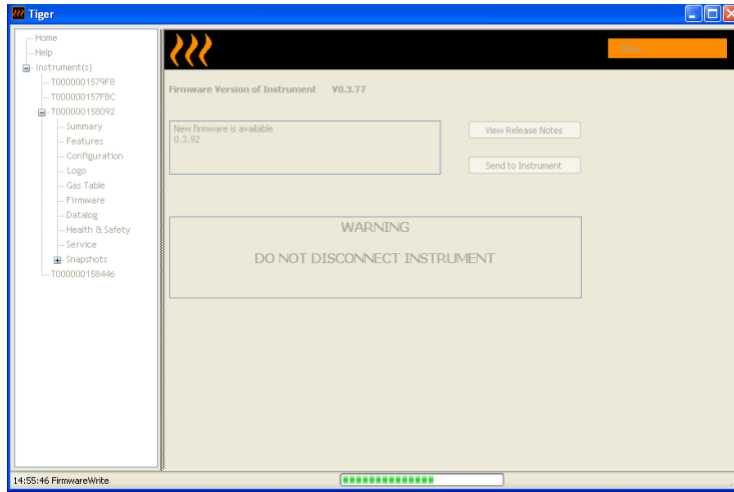 Tiger
Home
Help
Instrument(s)
T0000001579F8
T000000157FBC
T000000158092
Summary
Features
Configuration
Logo
Gas Table
Firmware
Datalog
Health & Safety
Service
Snapshots
T000000158446
Firmware Version of Instrument V0.3.77
New firmware is available
0.3.92
View Release Notes
Send to Instrument
WARNING
DO NOT DISCONNECT INSTRUMENT
14:55:46 FirmwareWrite